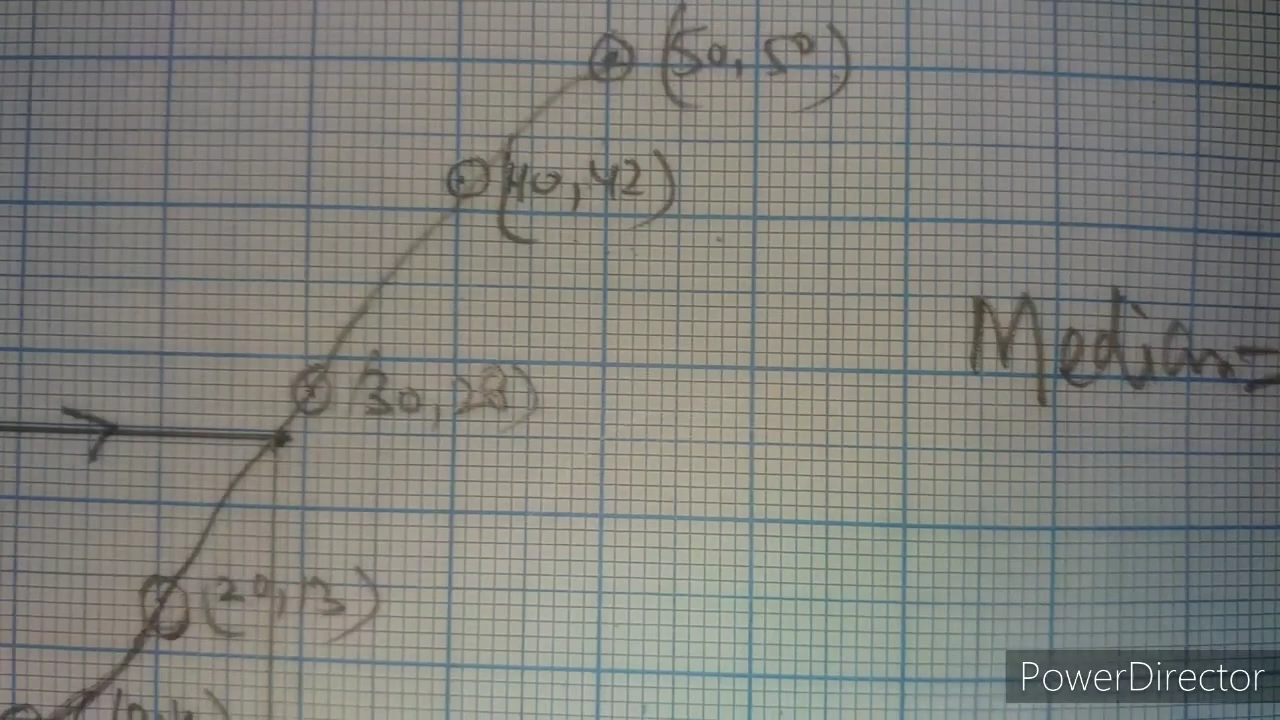 (50, 50)
(40, 42)
Median =
(30, 28)
(20, 13)
PowerDirector